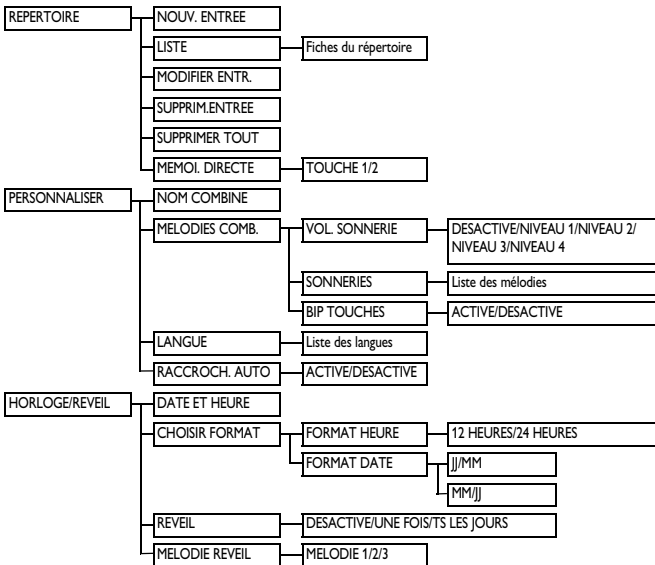 REPERTOIRE
NOUV. ENTREE
LISTE
Fiches du répertoire
MODIFIER ENTR.
SUPPRIM.ENTREE
SUPPRIMER TOUT
MEMOI. DIRECTE
TOUCHE 1/2
PERSONNALISER
NOM COMBINE
MELODIES COMB.
VOL. SONNERIE
DESACTIVE/NIVEAU 1/NIVEAU 2/
NIVEAU 3/NIVEAU 4
SONNERIES
Liste des mélodies
BIP TOUCHES
ACTIVE/DESACTIVE
LANGUE
Liste des langues
RACCROCH. AUTO
ACTIVE/DESACTIVE
HORLOGE/REVEIL
DATE ET HEURE
CHOISIR FORMAT
FORMAT HEURE
12 HEURES/24 HEURES
FORMAT DATE
JJ/MM
MM/JJ
REVEIL
DESACTIVE/UNE FOIS/TS LES JOURS
MELODIE REVEIL
MELODIE 1/2/3